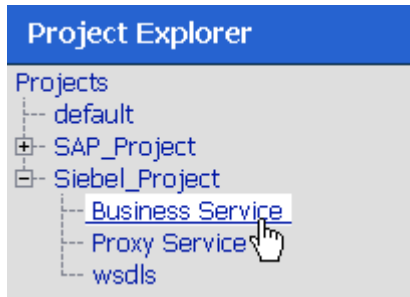 Project Explorer
Projects
default
SAP_Project
Siebel_Project
Business Service
Proxy Service
wsdls